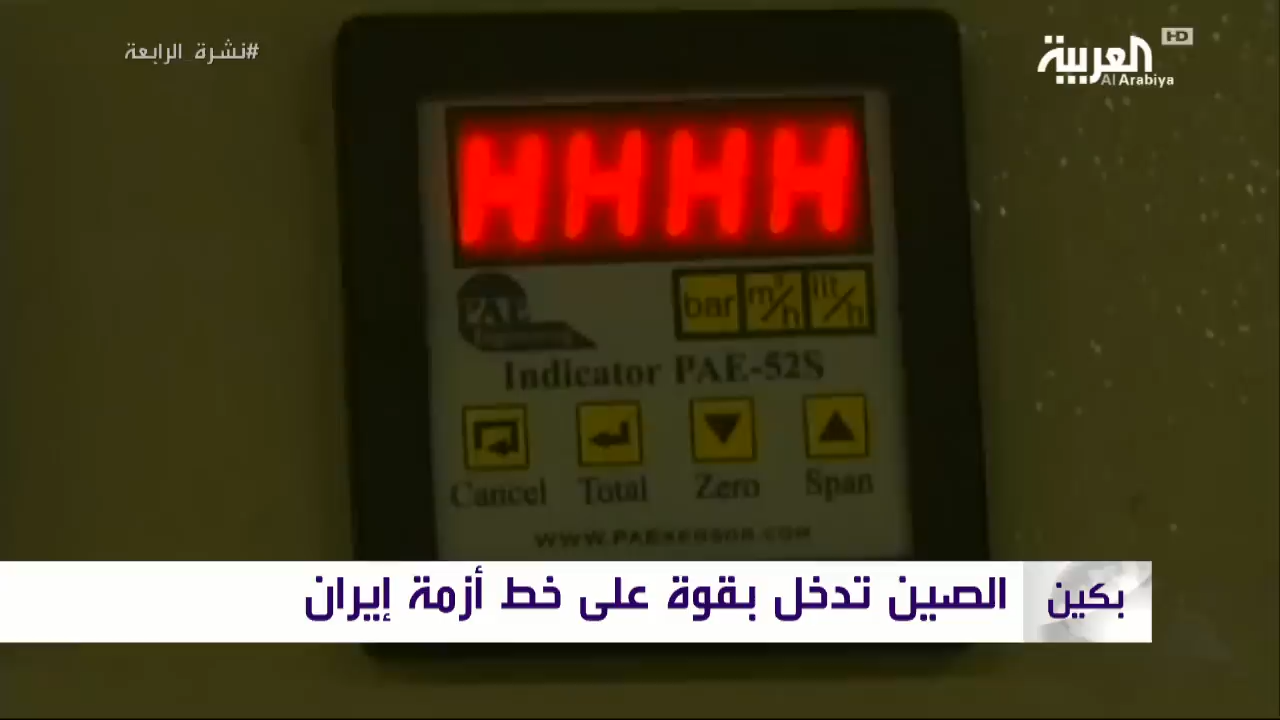 #نشرة_الرابعة
العربية HD
Al Arabiya
HHHH
PAE
bar m³/h lit/h
Indicator PAE-52S
Cancel Total Zero Span
WWW.PAESENSOR.COM
بكين الصين تدخل بقوة على خط أزمة إيران